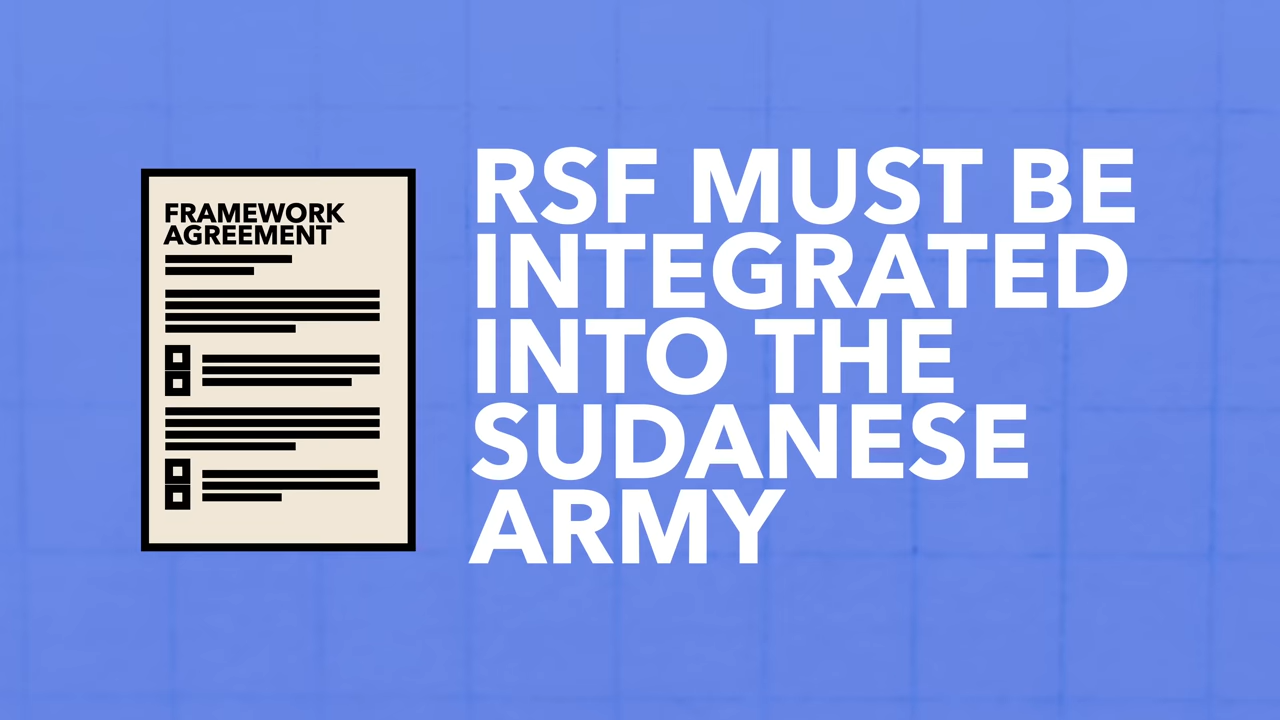 FRAMEWORK
AGREEMENT
RSF MUST BE
INTEGRATED
INTO THE
SUDANESE
ARMY